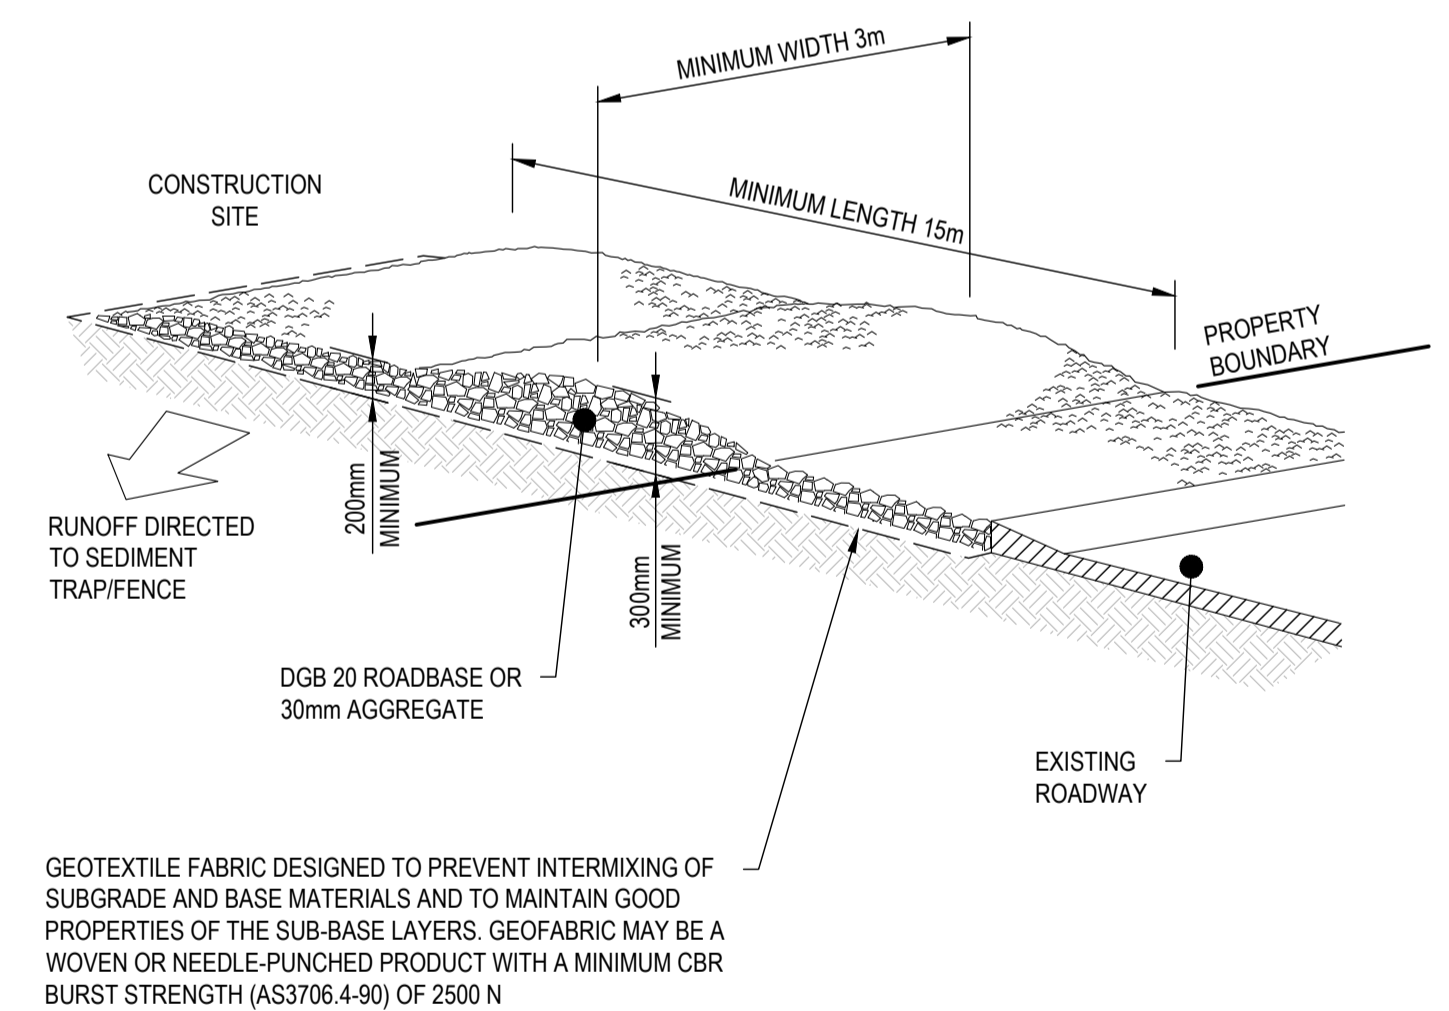 MINIMUM WIDTH 3m
MINIMUM LENGTH 15m
CONSTRUCTION
SITE
PROPERTY
BOUNDARY
RUNOFF DIRECTED
TO SEDIMENT
TRAP/FENCE
200mm
MINIMUM
300mm
MINIMUM
DGB 20 ROADBASE OR
30mm AGGREGATE
EXISTING
ROADWAY
GEOTEXTILE FABRIC DESIGNED TO PREVENT INTERMIXING OF
SUBGRADE AND BASE MATERIALS AND TO MAINTAIN GOOD
PROPERTIES OF THE SUB-BASE LAYERS. GEOFABRIC MAY BE A
WOVEN OR NEEDLE-PUNCHED PRODUCT WITH A MINIMUM CBR
BURST STRENGTH (AS3706.4-90) OF 2500 N